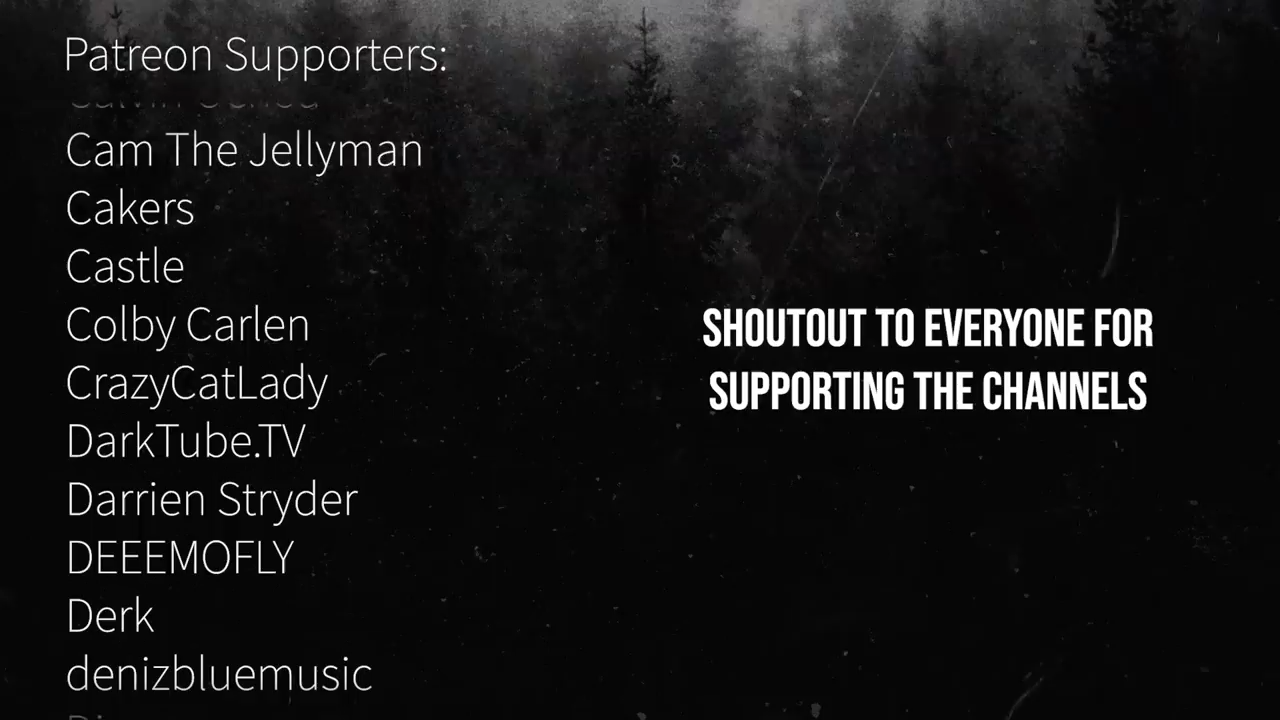 Patreon Supporters:
Cam The Jellyman
Cakers
Castle
Colby Carlen
CrazyCatLady
DarkTube.TV
Darrien Stryder
DEEEMOFLY
Derk
denizbluemusic
SHOUTOUT TO EVERYONE FOR
SUPPORTING THE CHANNELS